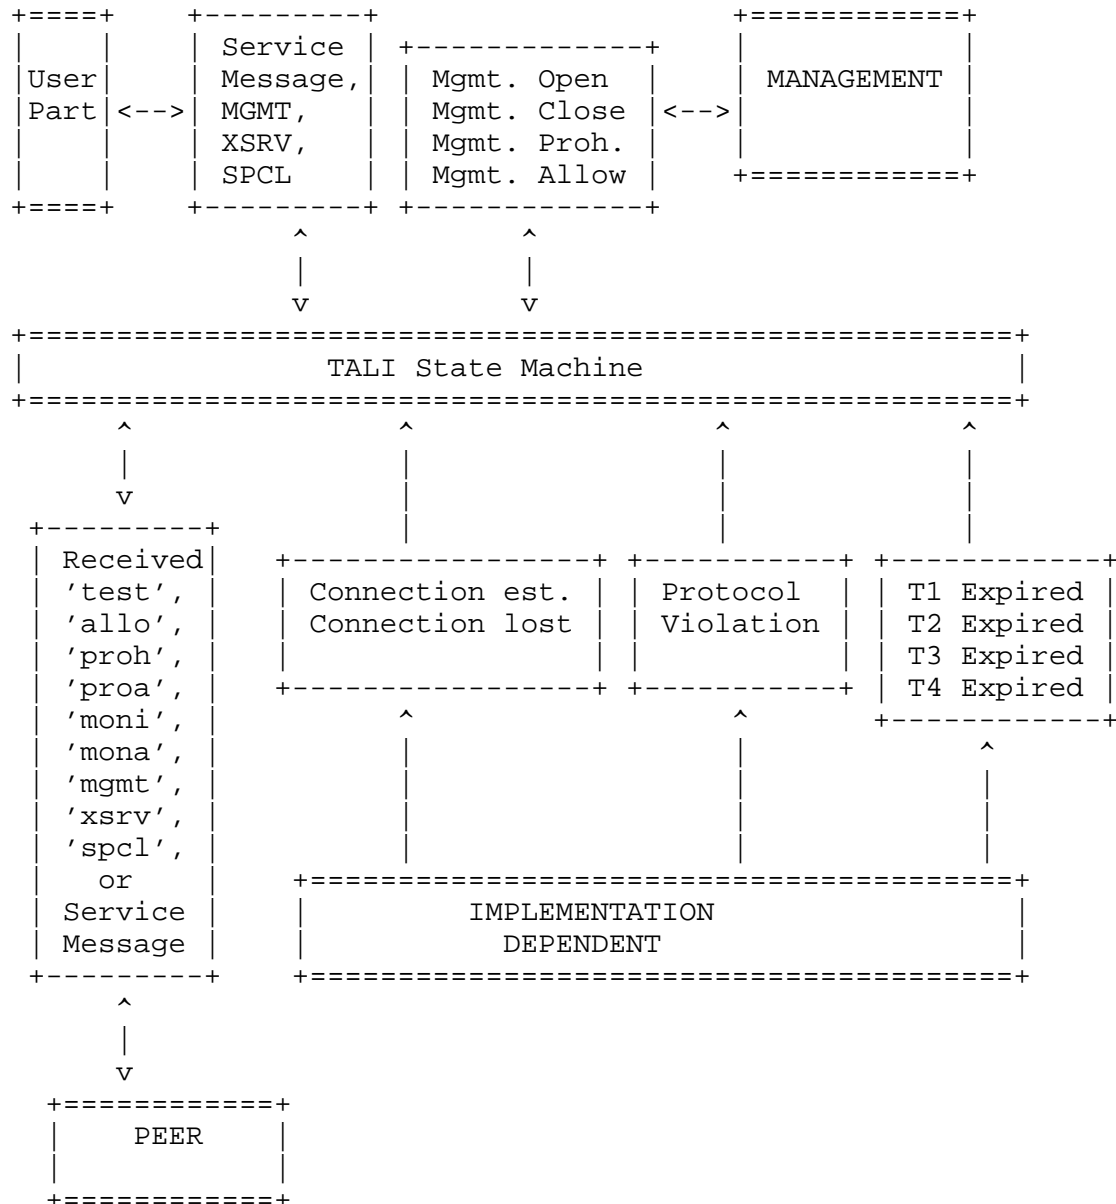 Service
User Message, Mgmt. Open MANAGEMENT
Part <--> MGMT, Mgmt. Close <-->
XSRV, Mgmt. Proh.
SPCL Mgmt. Allow
TALI State Machine
Received
'test', Connection est. Protocol T1 Expired
'allo', Connection lost Violation T2 Expired
'proh', T3 Expired
'proa', T4 Expired
'moni',
'mona',
'mgmt',
'xsrv',
'spcl',
or
Service IMPLEMENTATION
Message DEPENDENT
PEER